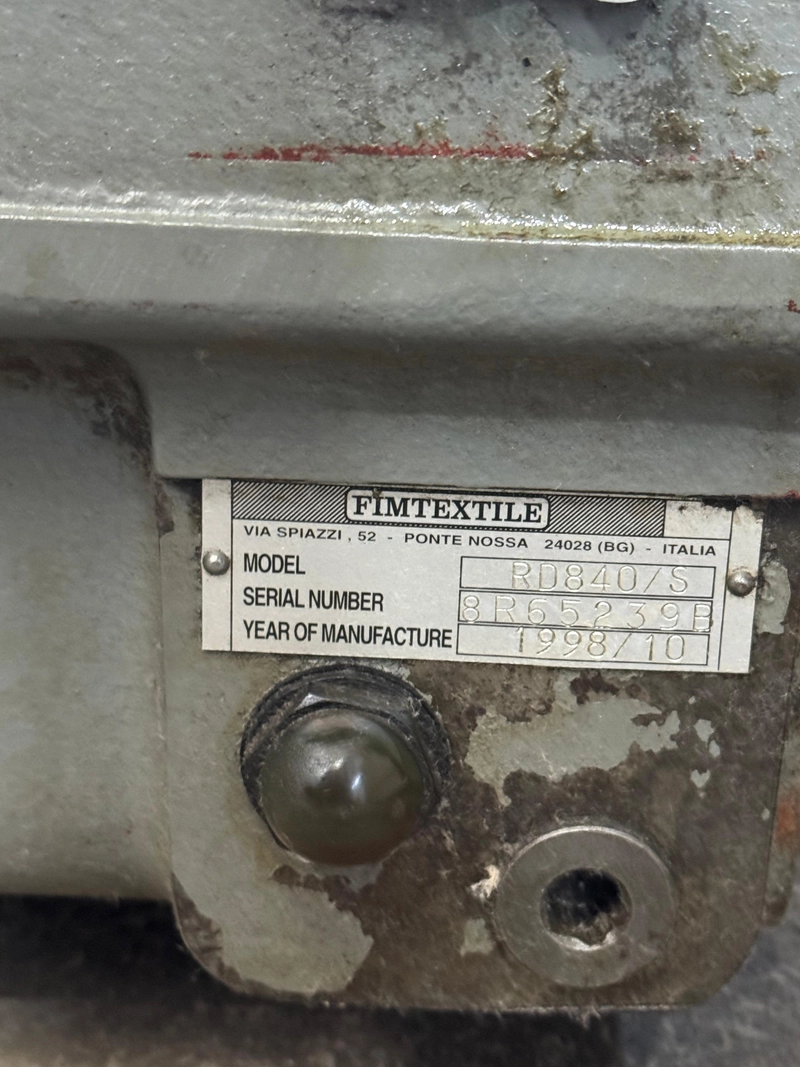 FIMTEXTILE
VIA SPIAZZI , 52 - PONTE NOSSA 24028 (BG) - ITALIA
MODEL RD840/S
SERIAL NUMBER 8R65239B
YEAR OF MANUFACTURE 1998/10